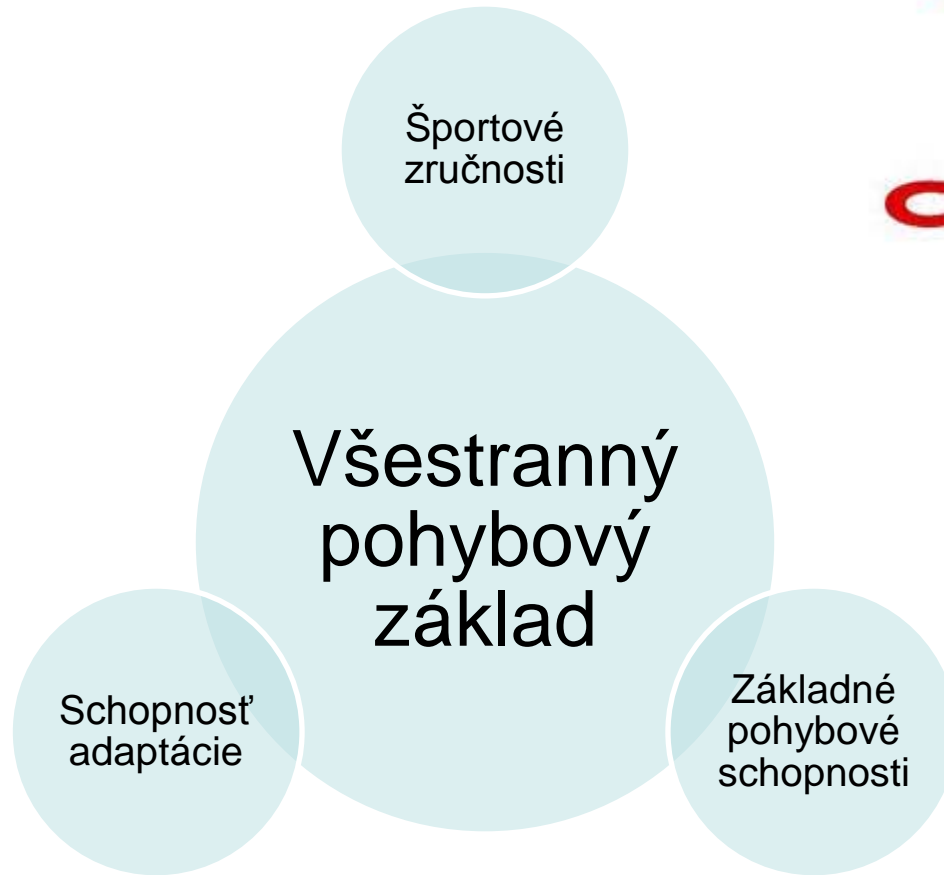 Športové
zručnosti
Všestranný
pohybový
základ
Schopnosť
adaptácie
Základné
pohybové
schopnosti